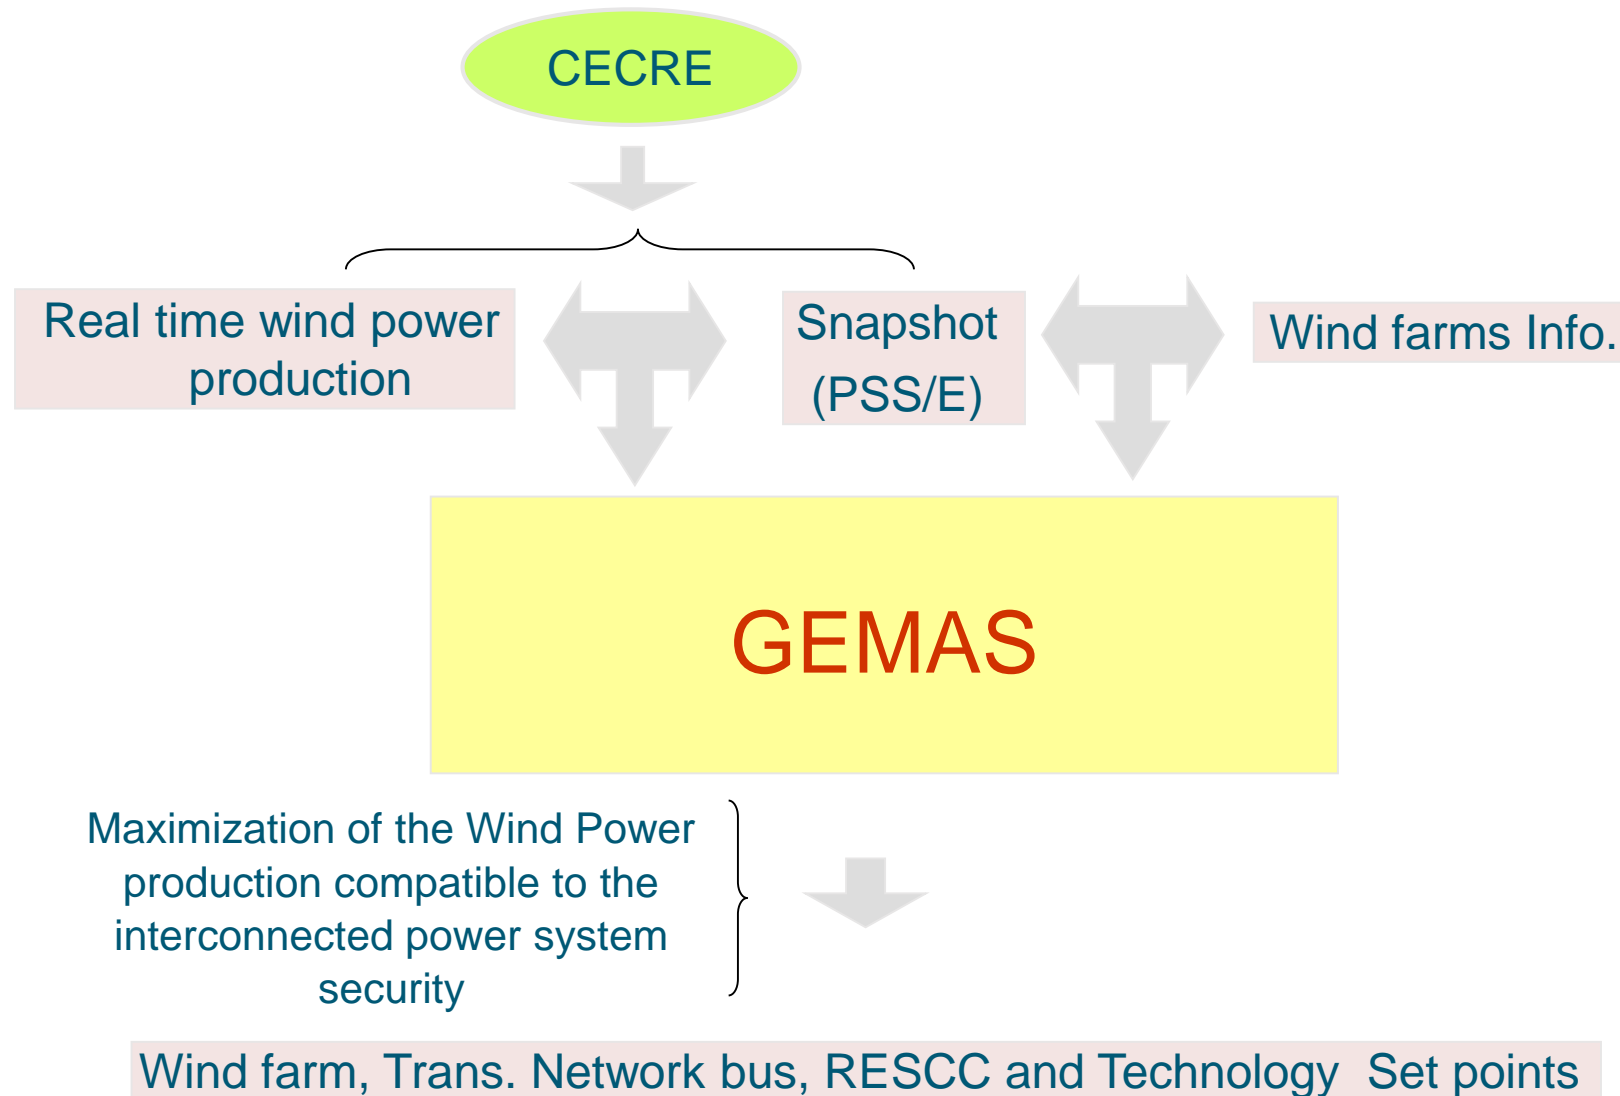 CECRE
Real time wind power
production
Snapshot
(PSS/E)
Wind farms Info.
GEMAS
Maximization of the Wind Power
production compatible to the
interconnected power system
security
Wind farm, Trans. Network bus, RESCC and Technology Set points